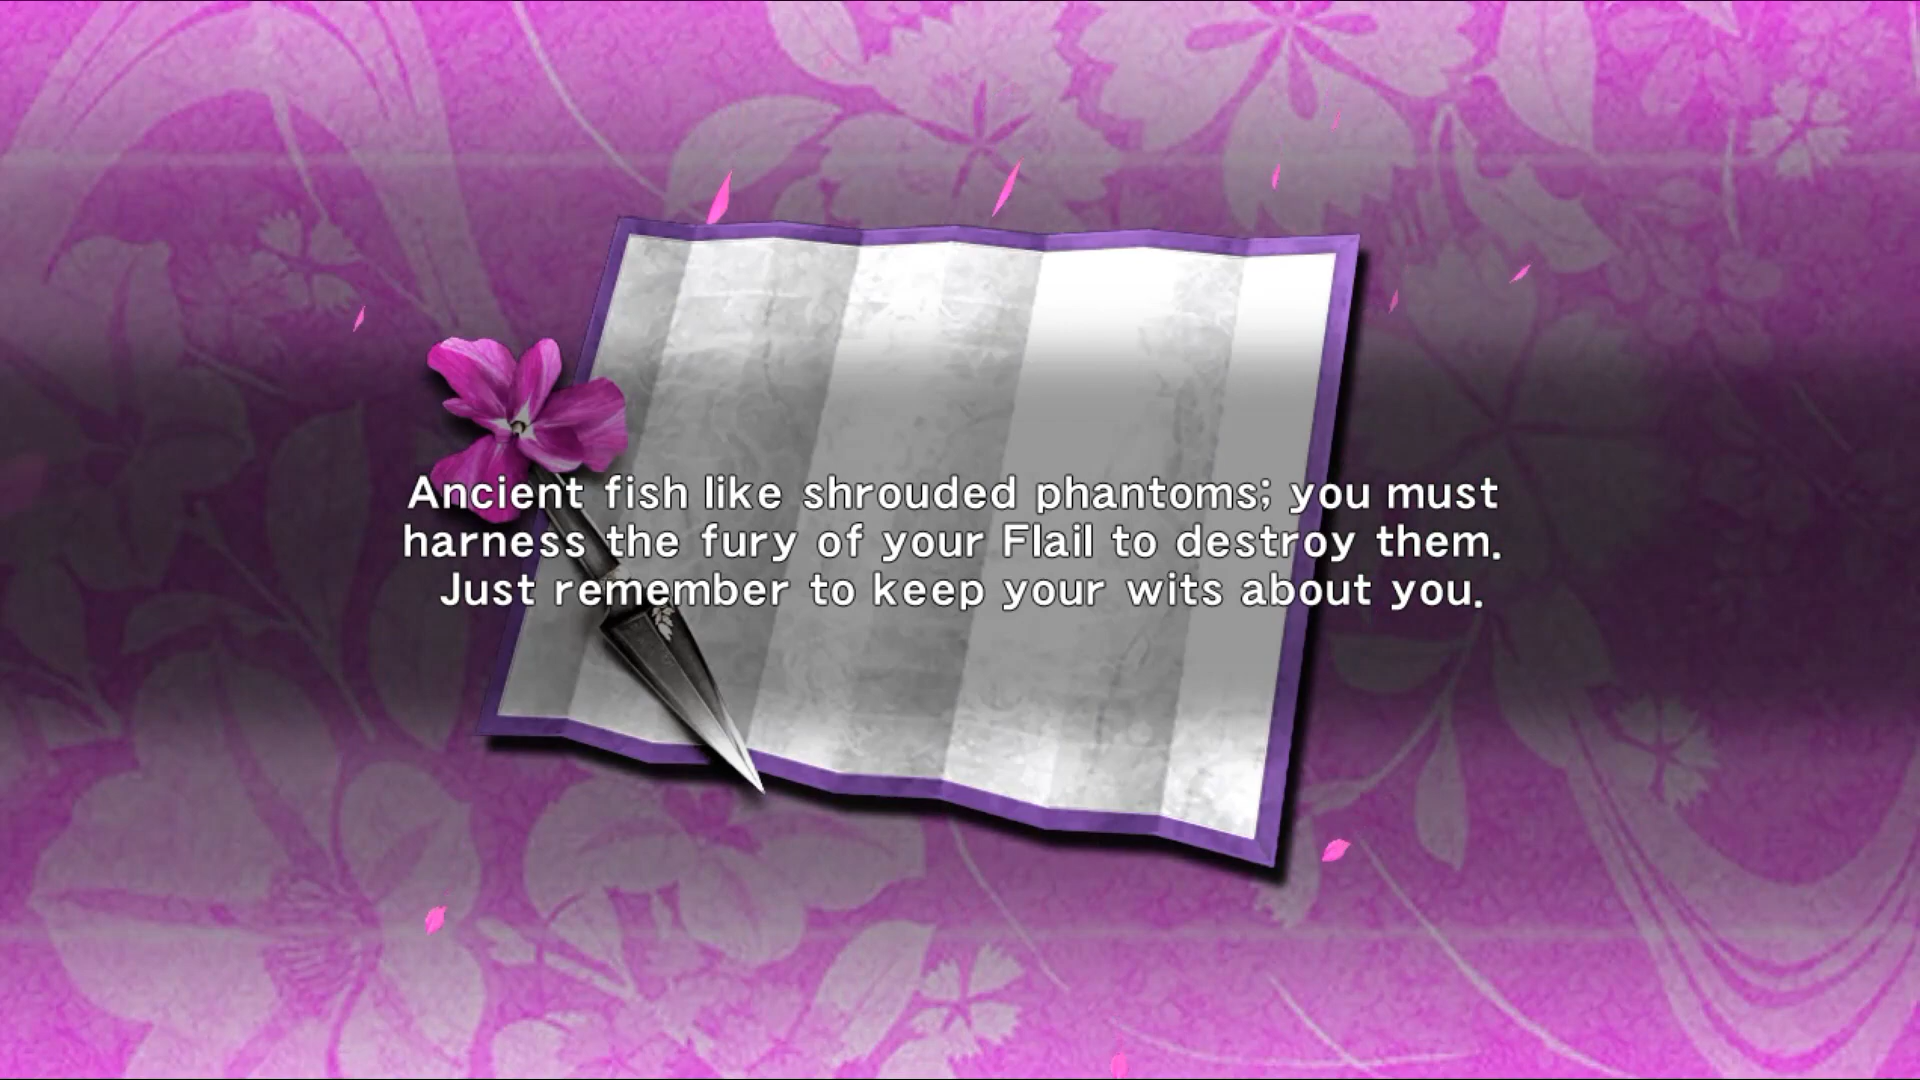 Ancient fish like shrouded phantoms; you must
harness the fury of your Flail to destroy them.
Just remember to keep your wits about you.